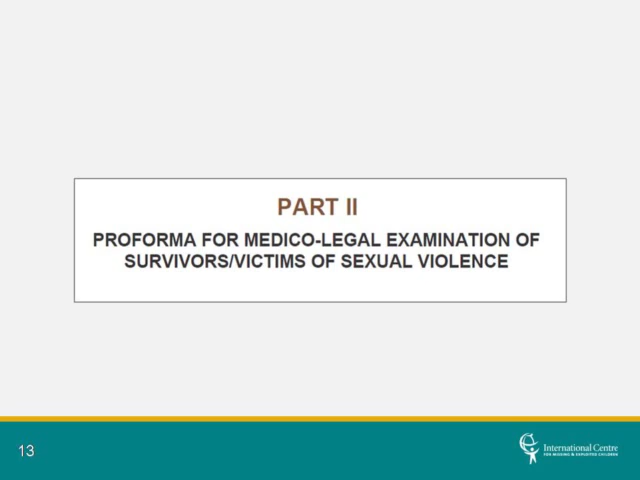 PART II
PROFORMA FOR MEDICO-LEGAL EXAMINATION OF
SURVIVORS/VICTIMS OF SEXUAL VIOLENCE
13
International Centre
FOR MISSING & EXPLOITED CHILDREN